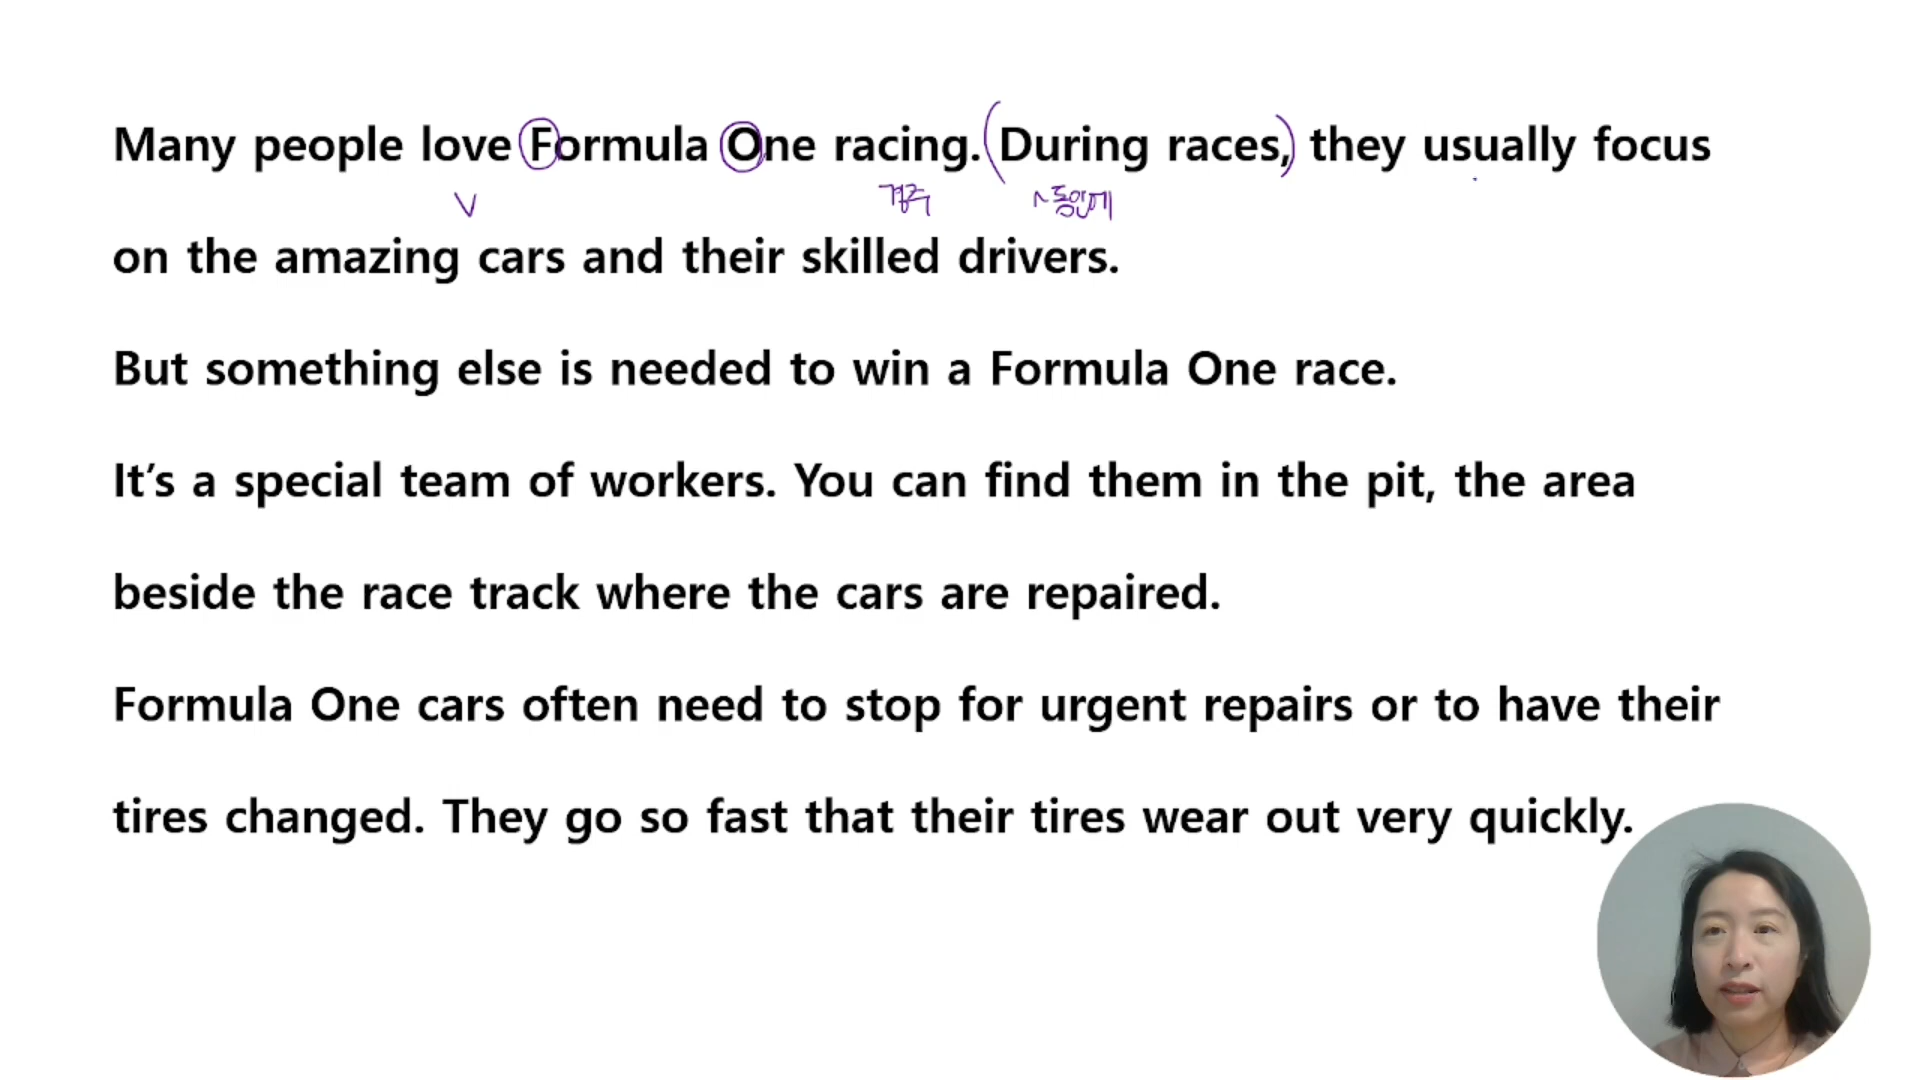 Many people love Formula One racing. (During races,) they usually focus
V 경주 ~동안에
on the amazing cars and their skilled drivers.
But something else is needed to win a Formula One race.
It’s a special team of workers. You can find them in the pit, the area
beside the race track where the cars are repaired.
Formula One cars often need to stop for urgent repairs or to have their
tires changed. They go so fast that their tires wear out very quickly.